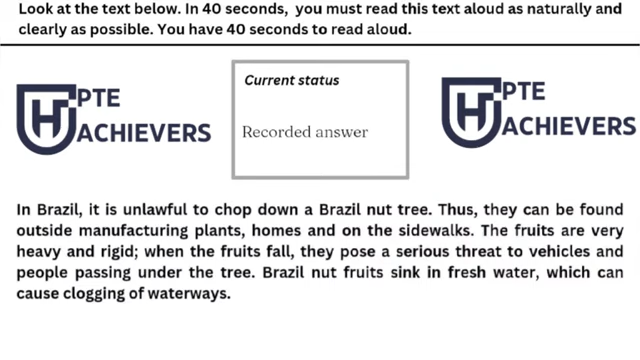 Look at the text below. In 40 seconds, you must read this text aloud as naturally and
clearly as possible. You have 40 seconds to read aloud.
PTE
ACHIEVERS
Current status
Recorded answer
PTE
ACHIEVERS
In Brazil, it is unlawful to chop down a Brazil nut tree. Thus, they can be found
outside manufacturing plants, homes and on the sidewalks. The fruits are very
heavy and rigid; when the fruits fall, they pose a serious threat to vehicles and
people passing under the tree. Brazil nut fruits sink in fresh water, which can
cause clogging of waterways.